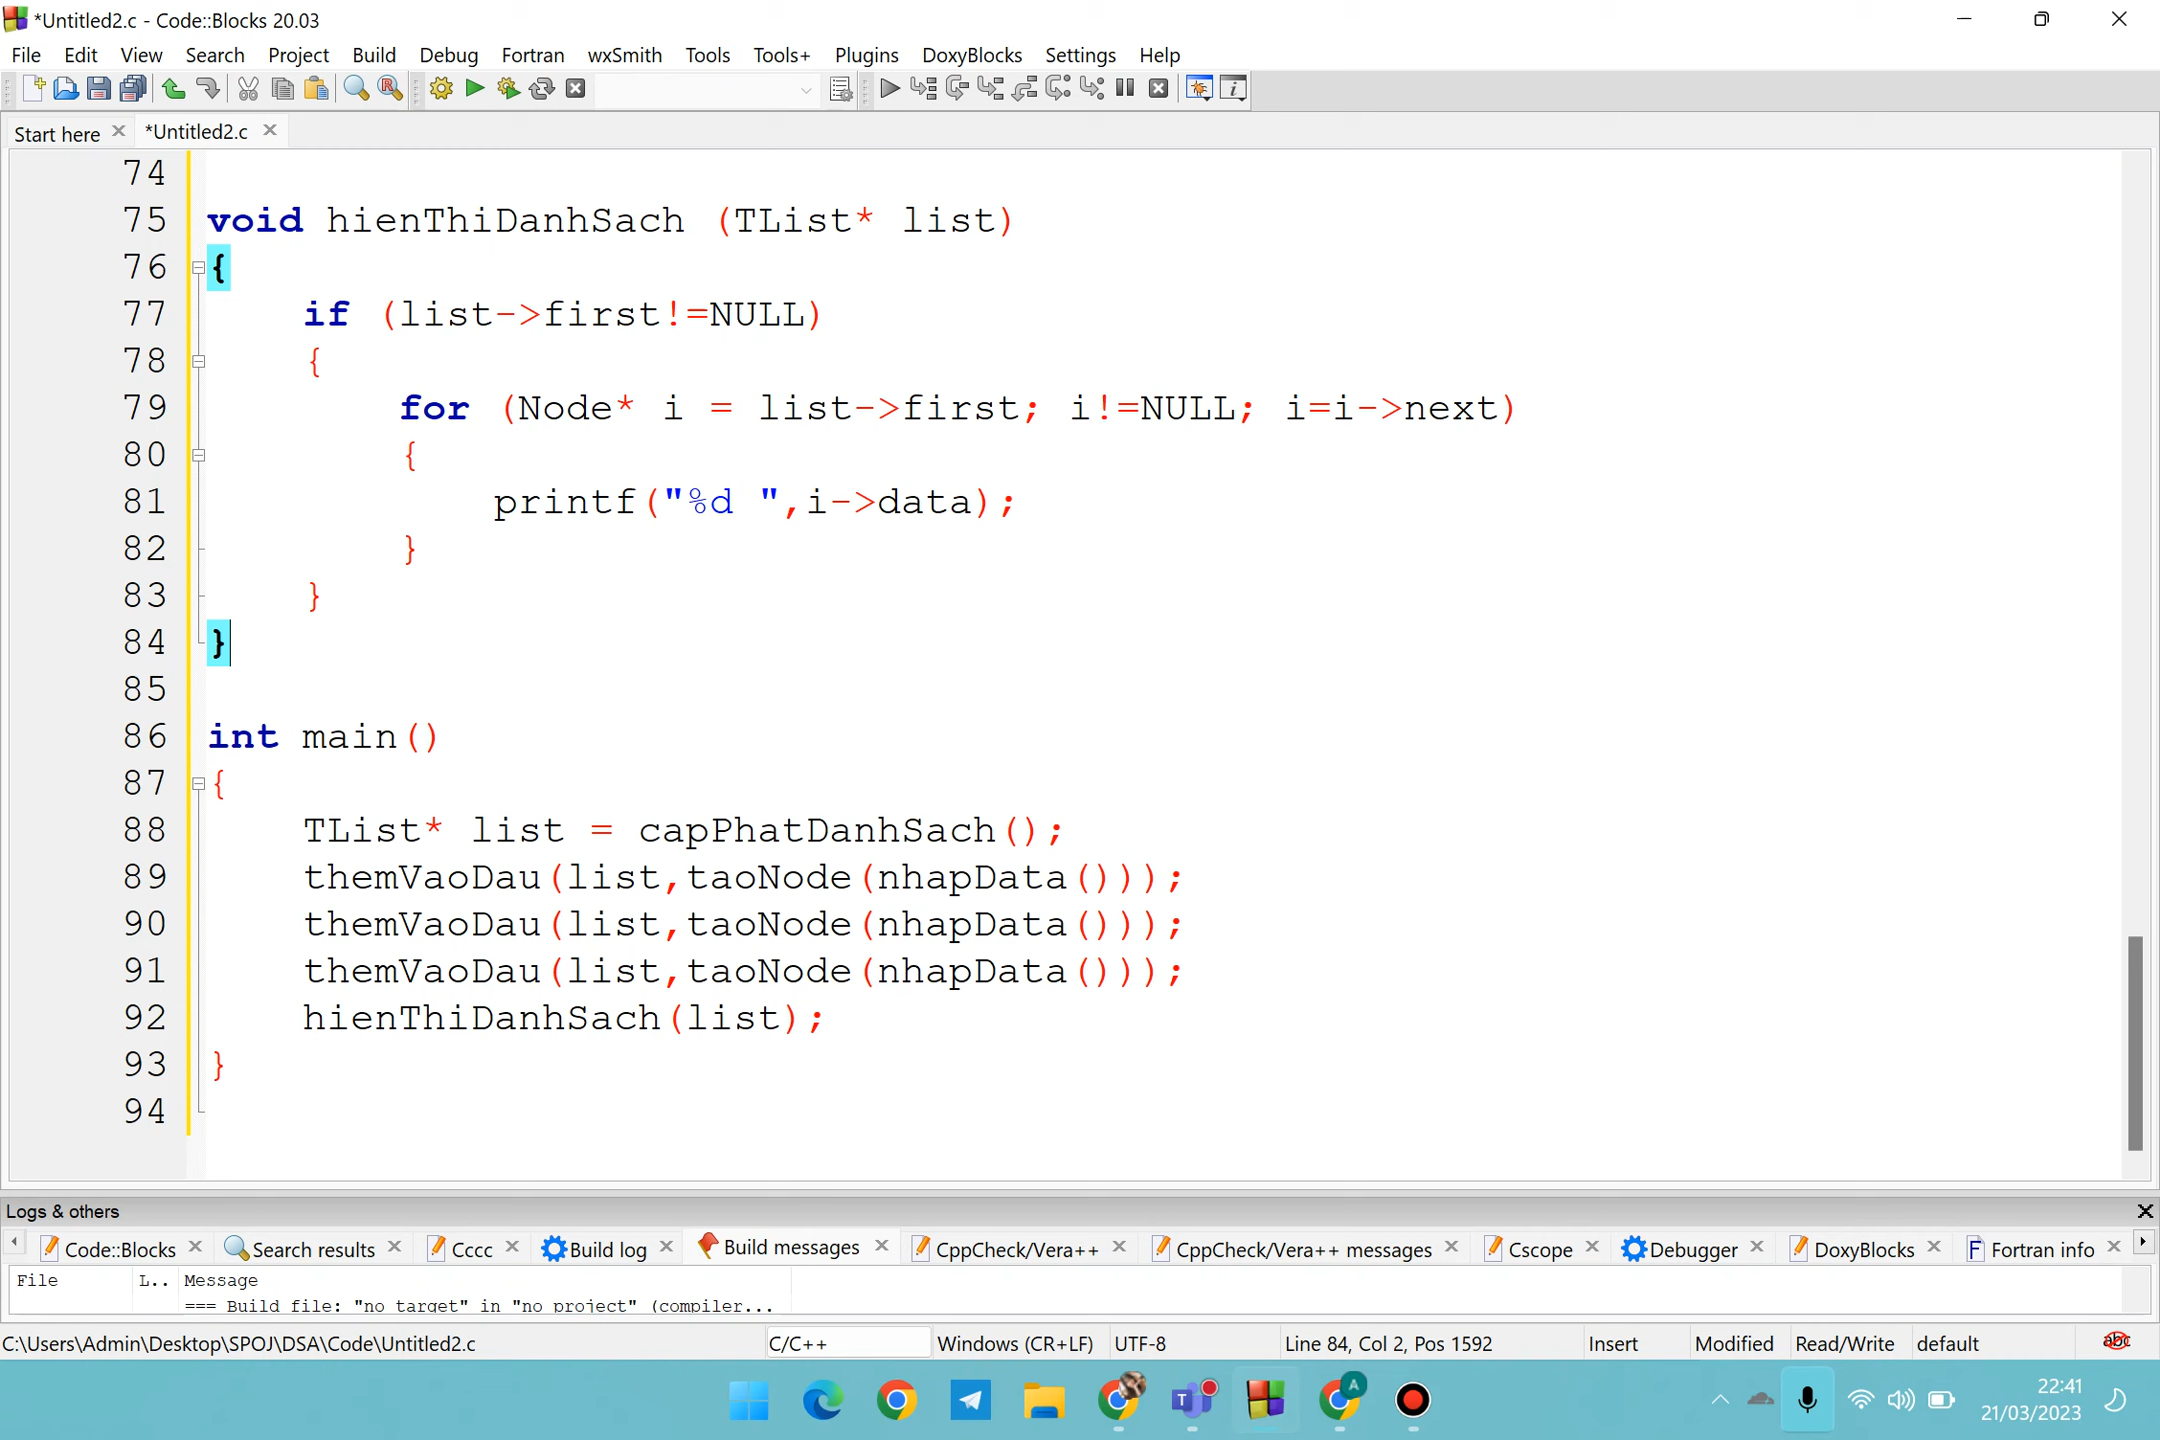 *Untitled2.c - Code::Blocks 20.03
File Edit View Search Project Build Debug Fortran wxSmith Tools Tools+ Plugins DoxyBlocks Settings Help
Start here *Untitled2.c
74
75 void hienThiDanhSach (TList* list)
76 {
77 if (list->first!=NULL)
78 {
79 for (Node* i = list->first; i!=NULL; i=i->next)
80 {
81 printf("%d ",i->data);
82 }
83 }
84 }
85
86 int main()
87 {
88 TList* list = capPhatDanhSach();
89 themVaoDau(list,taoNode(nhapData()));
90 themVaoDau(list,taoNode(nhapData()));
91 themVaoDau(list,taoNode(nhapData()));
92 hienThiDanhSach(list);
93 }
94
Logs & others
Code::Blocks Search results Cccc Build log Build messages CppCheck/Vera++ CppCheck/Vera++ messages Cscope Debugger DoxyBlocks Fortran info
File L.. Message
=== Build file: "no target" in "no project" (compiler...
C:\Users\Admin\Desktop\SPOJ\DSA\Code\Untitled2.c C/C++ Windows (CR+LF) UTF-8 Line 84, Col 2, Pos 1592 Insert Modified Read/Write default abc
22:41
21/03/2023